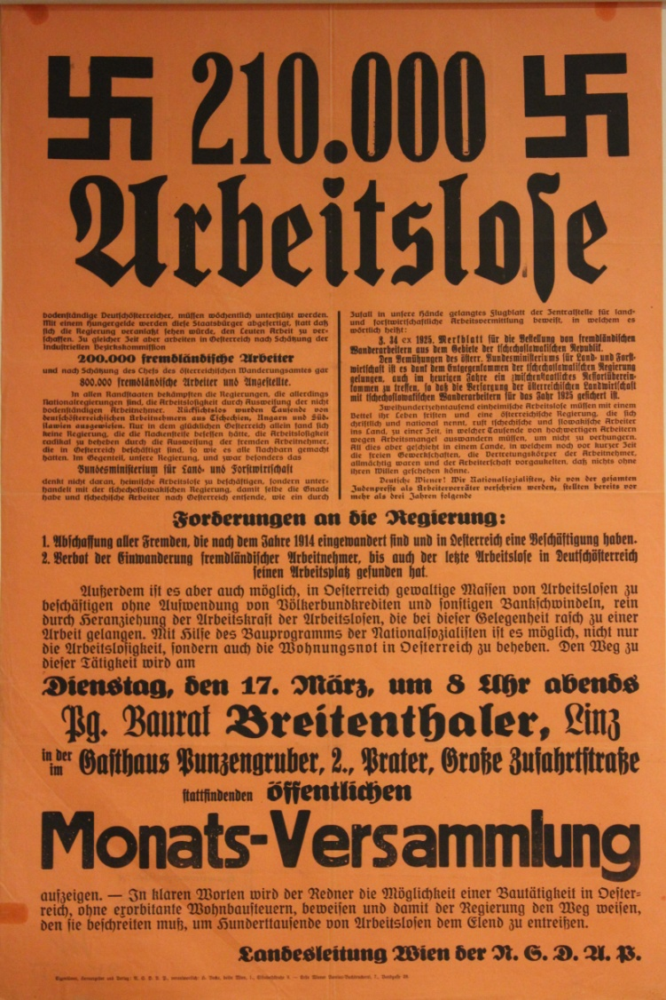 210.000
Arbeitslose
bodenständige Deutschösterreicher, müssen wöchentlich unterstützt werden.
Mit einem Hungergelde werden diese Staatsbürger abgefertigt, statt daß
sich die Regierung veranlaßt sehen würde, den Leuten Arbeit zu ver-
schaffen. Zu gleicher Zeit aber arbeiten in Oesterreich nach Schätzung der
Industriellen Bezirkskommission
200.000 fremdländische Arbeiter
und nach Schätzung des Chefs des österreichischen Wanderungsamtes gar
800.000 fremdländische Arbeiter und Angestellte.
In allen Randstaaten bekämpften die Regierungen, die allerdings
Nationalregierungen sind, die Arbeitslosigkeit durch Ausweisung der nicht
bodenständigen Arbeitnehmer. Rücksichtslos wurden Tausende von
deutschösterreichischen Arbeitnehmern aus Tschechien, Ungarn und Süd-
slawien ausgewiesen. Nur in dem glücklichen Oesterreich allein fand sich
keine Regierung, die die Nackensteife besessen hätte, die Arbeitslosigkeit
radikal zu beheben durch die Ausweisung der fremden Arbeitnehmer,
die in Oesterreich beschäftigt sind, so wie es alle Nachbarn gemacht
hatten. Im Gegenteil, unsere Regierung, und zwar besonders das
Bundesministerium für Land- und Forstwirtschaft
denkt nicht daran, heimische Arbeitslose zu beschäftigen, sondern unter-
handelt mit der tschechoslowakischen Regierung, damit selbe die Gnade
habe und tschechische Arbeiter nach Oesterreich entsende, wie ein durch
Zufall in unsere Hände gelangtes Flugblatt der Zentralstelle für land-
und forstwirtschaftliche Arbeitsvermittlung beweist, in welchem es
wörtlich heißt:
Z. 34 ex 1925. Merkblatt für die Bestellung von fremdländischen
Wanderarbeitern aus dem Gebiete der tschechoslowakischen Republik.
Den Bemühungen des österr. Bundesministeriums für Land- und Forst-
wirtschaft ist es dank dem Entgegenkommen der tschechoslowakischen Regierung
gelungen, auch im heurigen Jahre ein zwischenstaatliches Ressortüberein-
kommen zu treffen, so daß die Versorgung der österreichischen Landwirtschaft
mit tschechoslowakischen Wanderarbeitern für das Jahr 1925 gesichert ist.
Zweihundertzehntausend einheimische Arbeitslose müssen mit einem
Bettel ihr Leben fristen und eine österreichische Regierung, die sich
christlich und national nennt, ruft tschechische und slowakische Arbeiter
ins Land, zu einer Zeit, in welcher Tausende von hochwertigen Arbeitern
wegen Arbeitsmangel auswandern müssen, um nicht zu verhungern.
All dies aber geschieht in einem Lande, in welchem noch vor kurzer Zeit
die freien Gewerkschaften, die Vertretungskörper der Arbeitnehmer,
allmächtig waren und der Arbeiterschaft vorgaukelten, daß nichts ohne
ihren Willen geschehen könne.
Deutsche Wiener! Wir Nationalsozialisten, die von der gesamten
Judenpresse als Arbeiterverräter verschrien werden, stellten bereits vor
mehr als drei Jahren folgende
Forderungen an die Regierung:
1. Abschaffung aller Fremden, die nach dem Jahre 1914 eingewandert sind und in Oesterreich eine Beschäftigung haben.
2. Verbot der Einwanderung fremdländischer Arbeitnehmer, bis auch der letzte Arbeitslose in Deutschösterreich
seinen Arbeitsplatz gefunden hat.
Außerdem ist es aber auch möglich, in Oesterreich gewaltige Massen von Arbeitslosen zu
beschäftigen ohne Aufwendung von Völkerbundkrediten und sonstigen Bankschwindeln, rein
durch Heranziehung der Arbeitskraft der Arbeitslosen, die bei dieser Gelegenheit rasch zu einer
Arbeit gelangen. Mit Hilfe des Bauprogramms der Nationalsozialisten ist es möglich, nicht nur
die Arbeitslosigkeit, sondern auch die Wohnungsnot in Oesterreich zu beheben. Den Weg zu
dieser Tätigkeit wird am
Dienstag, den 17. März, um 8 Uhr abends
Pg. Baurat Breitenthaler, Linz
in der im Gasthaus Punzengruber, 2., Prater, Große Zufahrtstraße
stattfindenden öffentlichen
Monats-Versammlung
aufzeigen. — In klaren Worten wird der Redner die Möglichkeit einer Bautätigkeit in Oester-
reich, ohne exorbitante Wohnbausteuern, beweisen und damit der Regierung den Weg weisen,
den sie beschreiten muß, um Hunderttausende von Arbeitslosen dem Elend zu entreißen.
Landesleitung Wien der N. S. D. A. P.